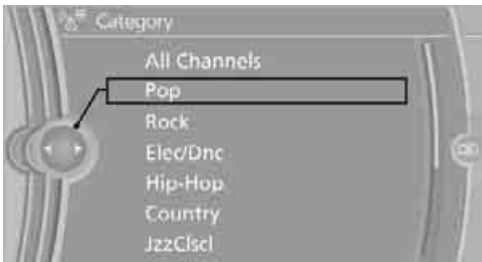 Category
All Channels
Pop
Rock
Elec/Dnc
Hip-Hop
Country
JzzClscl